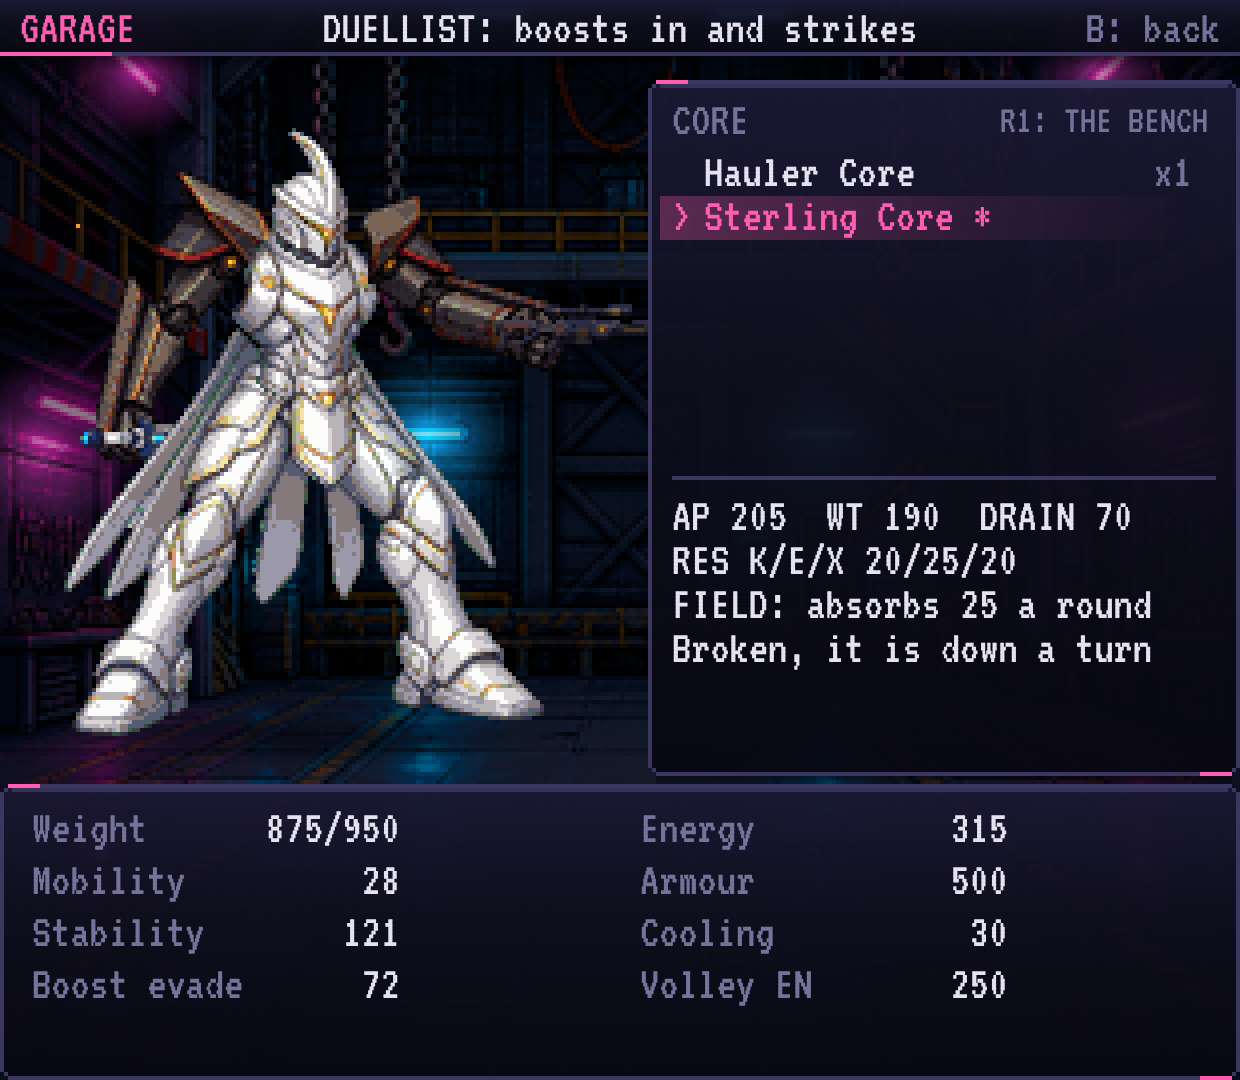 GARAGE DUELLIST: boosts in and strikes B: back
CORE R1: THE BENCH
Hauler Core x1
> Sterling Core *
AP 205 WT 190 DRAIN 70
RES K/E/X 20/25/20
FIELD: absorbs 25 a round
Broken, it is down a turn
Weight 875/950 Energy 315
Mobility 28 Armour 500
Stability 121 Cooling 30
Boost evade 72 Volley EN 250